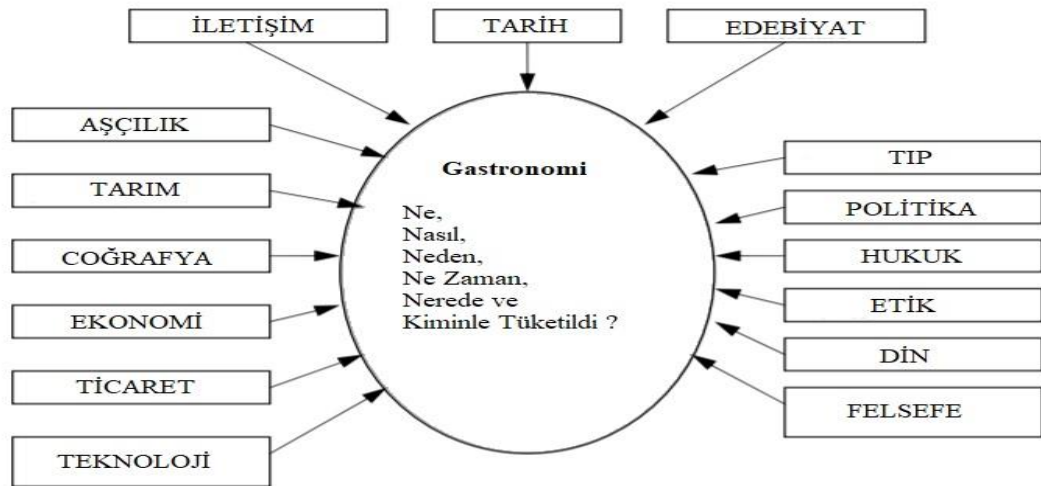 İLETİŞİM
TARİH
EDEBİYAT
AŞÇILIK
TARIM
COĞRAFYA
EKONOMİ
TİCARET
TEKNOLOJİ
Gastronomi
Ne,
Nasıl,
Neden,
Ne Zaman,
Nerede ve
Kiminle Tüketildi ?
TIP
POLİTİKA
HUKUK
ETİK
DİN
FELSEFE